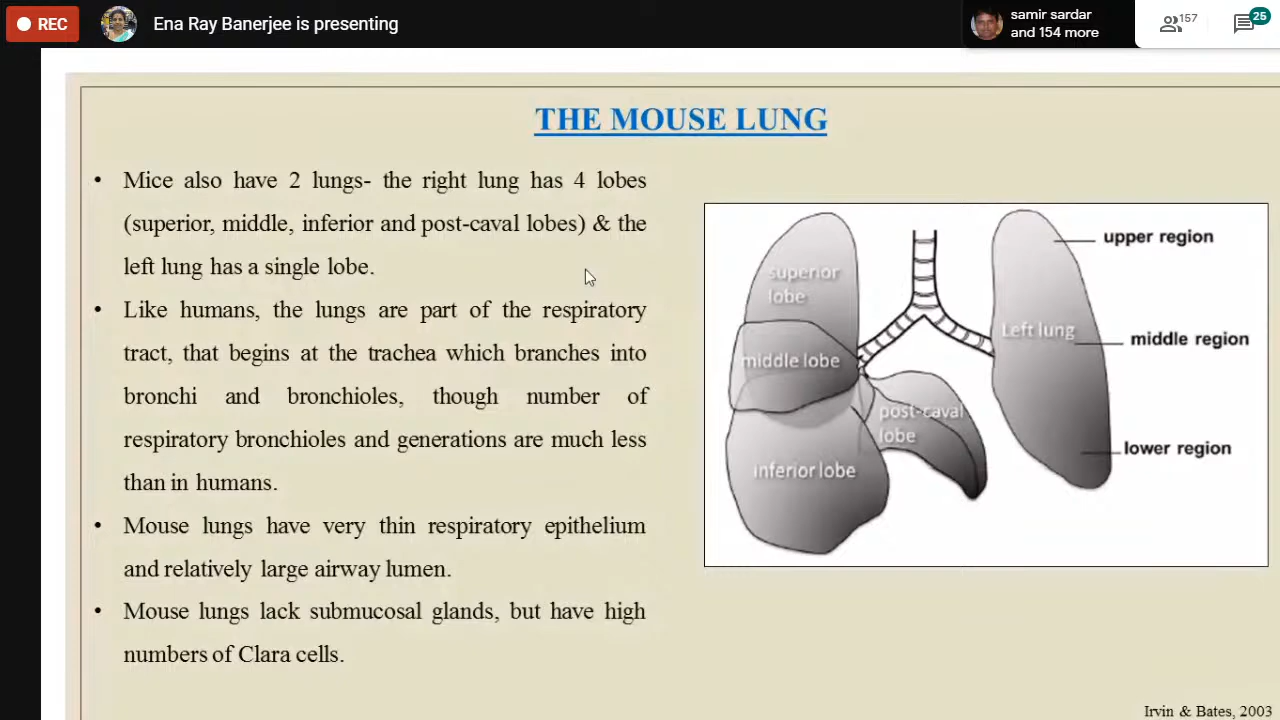 REC
Ena Ray Banerjee is presenting
samir sardar
and 154 more
157
25
THE MOUSE LUNG
• Mice also have 2 lungs- the right lung has 4 lobes
(superior, middle, inferior and post-caval lobes) & the
left lung has a single lobe.
• Like humans, the lungs are part of the respiratory
tract, that begins at the trachea which branches into
bronchi and bronchioles, though number of
respiratory bronchioles and generations are much less
than in humans.
• Mouse lungs have very thin respiratory epithelium
and relatively large airway lumen.
• Mouse lungs lack submucosal glands, but have high
numbers of Clara cells.
superior
lobe
middle lobe
inferior lobe
post-caval
lobe
Left lung
upper region
middle region
lower region
Irvin & Bates, 2003